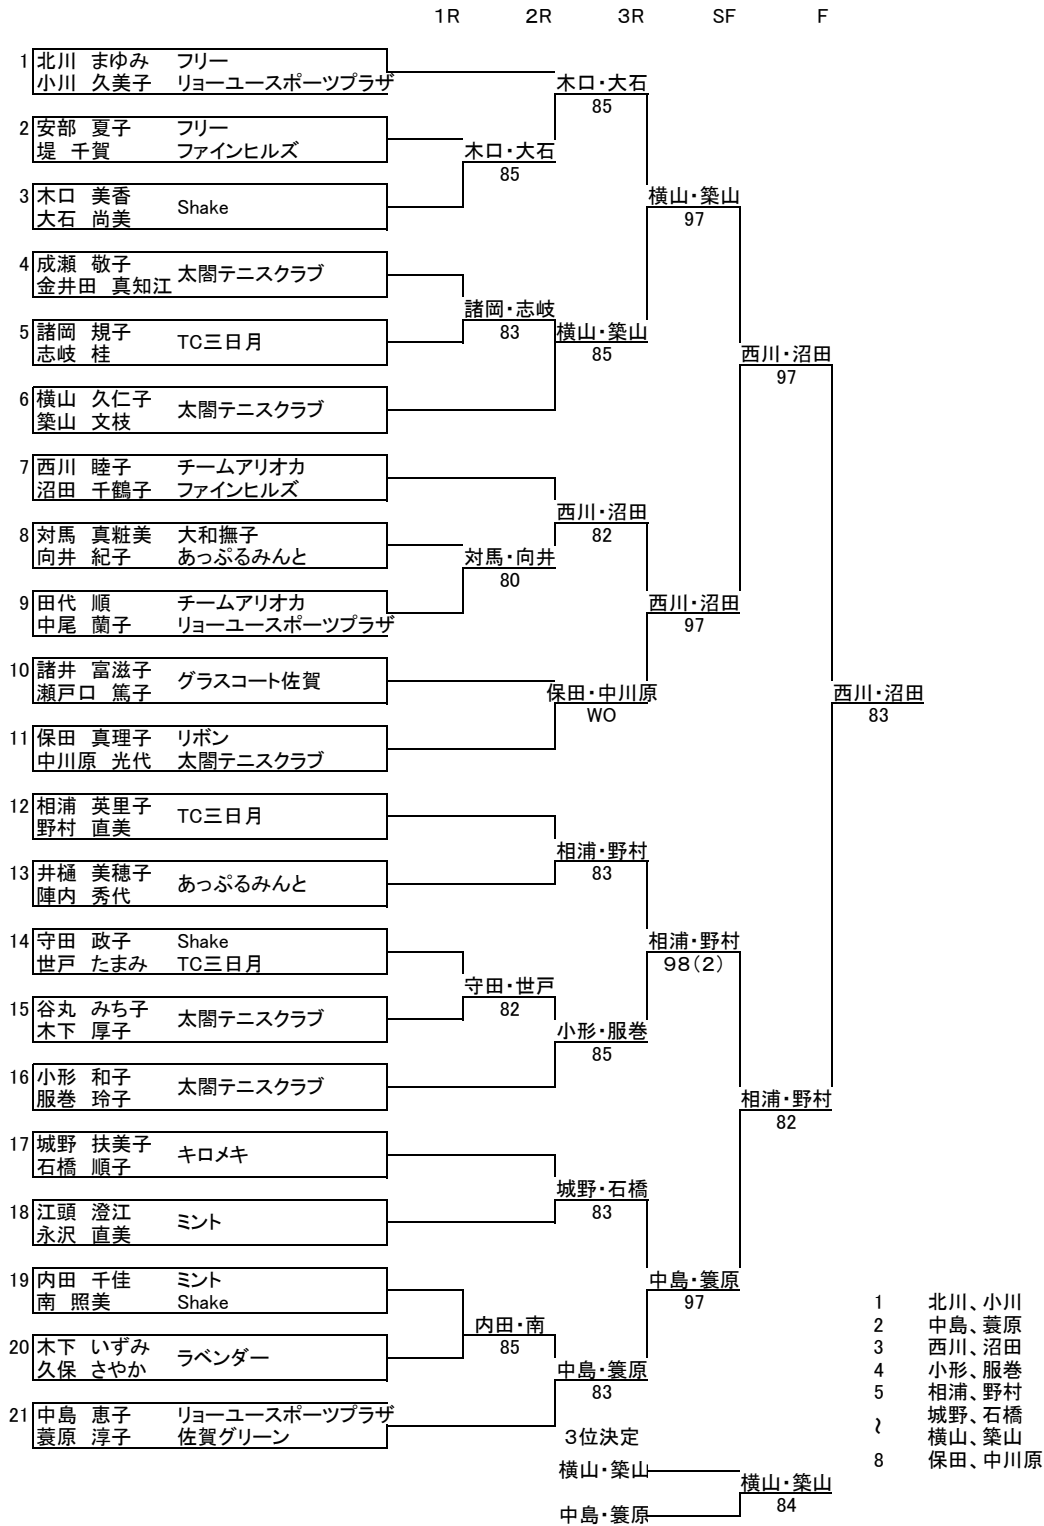 1R 2R 3R SF F
1 北川 まゆみ フリー
小川 久美子 リョーユースポーツプラザ
木口・大石
85
2 安部 夏子 フリー
堤 千賀 ファインヒルズ
木口・大石
85
3 木口 美香
大石 尚美
Shake
横山・築山
97
4 成瀬 敬子
金井田 真知江
太閤テニスクラブ
諸岡・志岐
83
5 諸岡 規子
志岐 桂
TC三日月
横山・築山
85
西川・沼田
97
6 横山 久仁子
築山 文枝
太閤テニスクラブ
7 西川 睦子 チームアリオカ
沼田 千鶴子 ファインヒルズ
西川・沼田
82
8 対馬 真粧美 大和撫子
向井 紀子 あっぷるみんと
対馬・向井
80
9 田代 順 チームアリオカ
中尾 蘭子 リョーユースポーツプラザ
西川・沼田
97
10 諸井 富滋子
瀬戸口 篤子
グラスコート佐賀
保田・中川原
WO
西川・沼田
83
11 保田 真理子 リボン
中川原 光代 太閤テニスクラブ
12 相浦 英里子
野村 直美
TC三日月
相浦・野村
83
13 井樋 美穂子
陣内 秀代
あっぷるみんと
14 守田 政子 Shake
世戸 たまみ TC三日月
相浦・野村
98(2)
守田・世戸
82
15 谷丸 みち子
木下 厚子
太閤テニスクラブ
小形・服巻
85
16 小形 和子
服巻 玲子
太閤テニスクラブ
相浦・野村
82
17 城野 扶美子
石橋 順子
キロメキ
城野・石橋
83
18 江頭 澄江
永沢 直美
ミント
19 内田 千佳 ミント
南 照美 Shake
中島・簑原
97
内田・南
85
20 木下 いずみ
久保 さやか
ラベンダー
中島・簑原
83
21 中島 恵子 リョーユースポーツプラザ
蓑原 淳子 佐賀グリーン
3位決定
横山・築山
中島・簑原
横山・築山
84
1 北川、小川
2 中島、蓑原
3 西川、沼田
4 小形、服巻
5 相浦、野村
~ 城野、石橋
横山、築山
8 保田、中川原